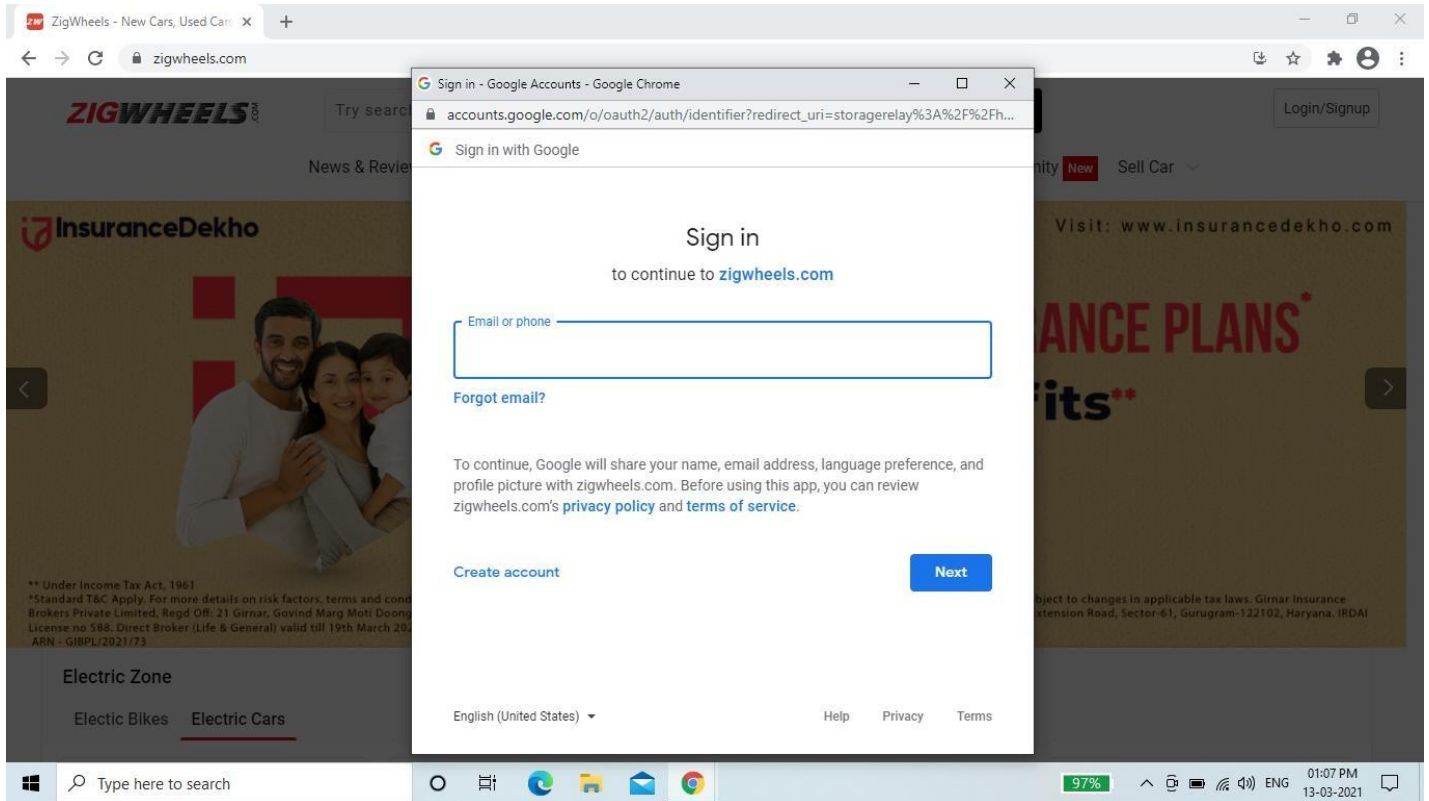 ZigWheels - New Cars, Used Cars
zigwheels.com
Sign in - Google Accounts - Google Chrome
accounts.google.com/o/oauth2/auth/identifier?redirect_uri=storagerelay%3A%2F%2Fh...
Sign in with Google
ZIGWHEELS.COM
Try searc
Login/Signup
News & Revie
nity New Sell Car
InsuranceDekho
Visit: www.insurancedekho.com
Sign in
to continue to zigwheels.com
Email or phone
ANCE PLANS*
its**
Forgot email?
To continue, Google will share your name, email address, language preference, and
profile picture with zigwheels.com. Before using this app, you can review
zigwheels.com's privacy policy and terms of service.
Create account
Next
** Under Income Tax Act, 1961
*Standard T&C Apply. For more details on risk factors, terms and cond
bject to changes in applicable tax laws. Girnar Insurance
Brokers Private Limited, Regd Off: 21 Girnar, Govind Marg Moti Doong
xtension Road, Sector-61, Gurugram-122102, Haryana. IRDAI
License no 588. Direct Broker (Life & General) valid till 19th March 202
ARN - GIBPL/2021/73
Electric Zone
Electic Bikes Electric Cars
English (United States)
Help Privacy Terms
Type here to search
97%
ENG
01:07 PM
13-03-2021